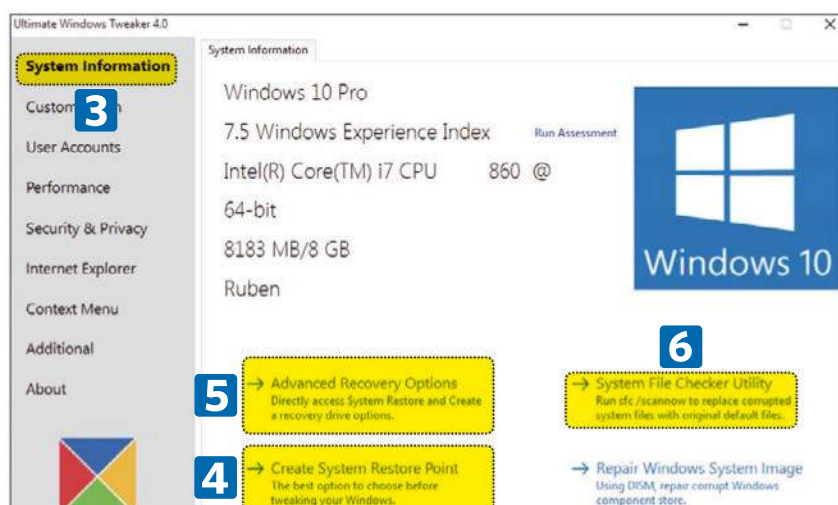 Ultimate Windows Tweaker 4.0
System Information
3
User Accounts
Performance
Security & Privacy
Internet Explorer
Context Menu
Additional
About
System Information
Windows 10 Pro
7.5 Windows Experience Index
Run Assessment
Intel(R) Core(TM) i7 CPU 860 @
64-bit
8183 MB/8 GB
Ruben
Windows 10
5
Advanced Recovery Options
Directly access System Restore and Create
a recovery drive options.
6
System File Checker Utility
Run sfc /scannow to replace corrupted
system files with original default files.
4
Create System Restore Point
The best option to choose before
tweaking your Windows.
Repair Windows System Image
Using DISM, repair corrupt Windows
component store.